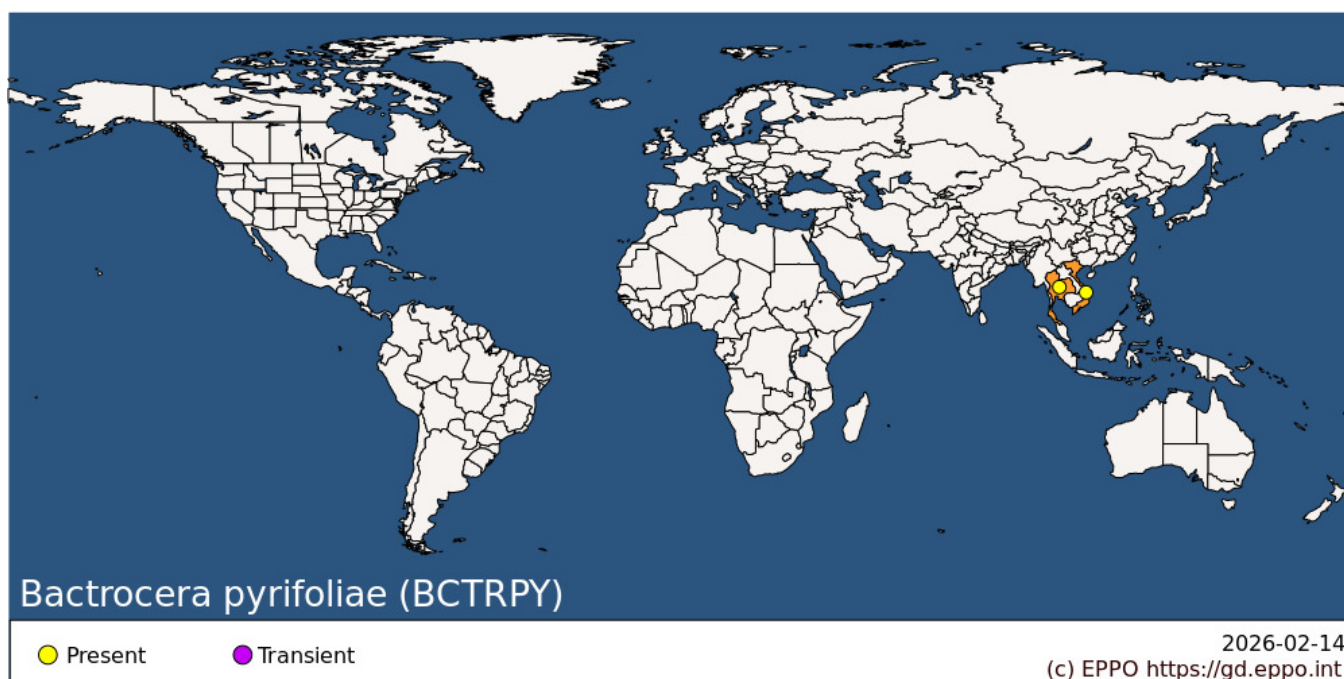 Bactrocera pyrifoliae (BCTRPY)
Present
Transient
2026-02-14
(c) EPPO https://gd.eppo.int